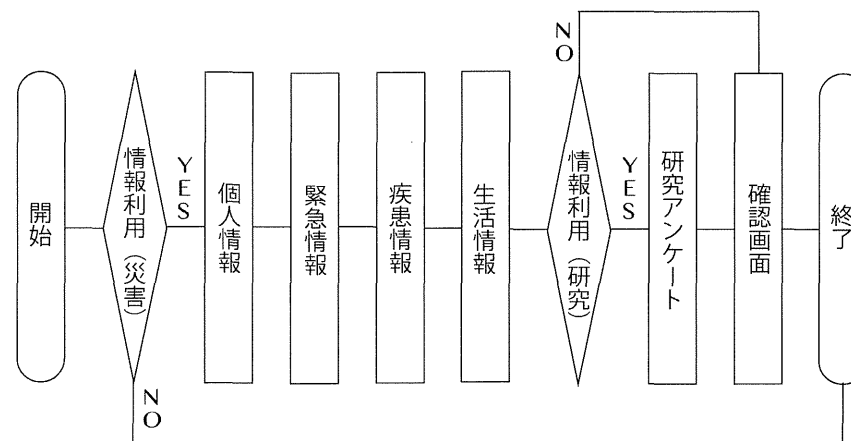 開始
情報利用(災害)
YES
NO
個人情報
緊急情報
疾患情報
生活情報
情報利用(研究)
NO
YES
研究アンケート
確認画面
終了